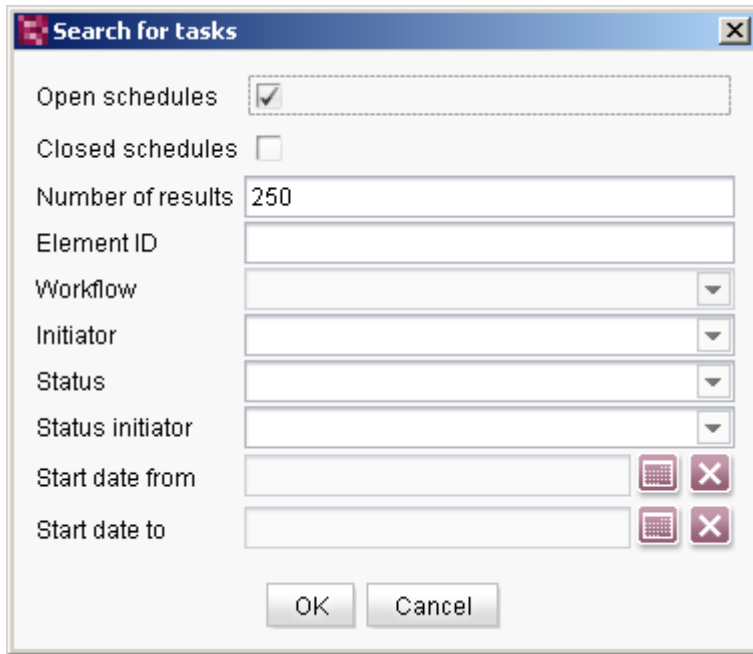 Search for tasks
Open schedules
Closed schedules
Number of results 250
Element ID
Workflow
Initiator
Status
Status initiator
Start date from
Start date to
OK Cancel